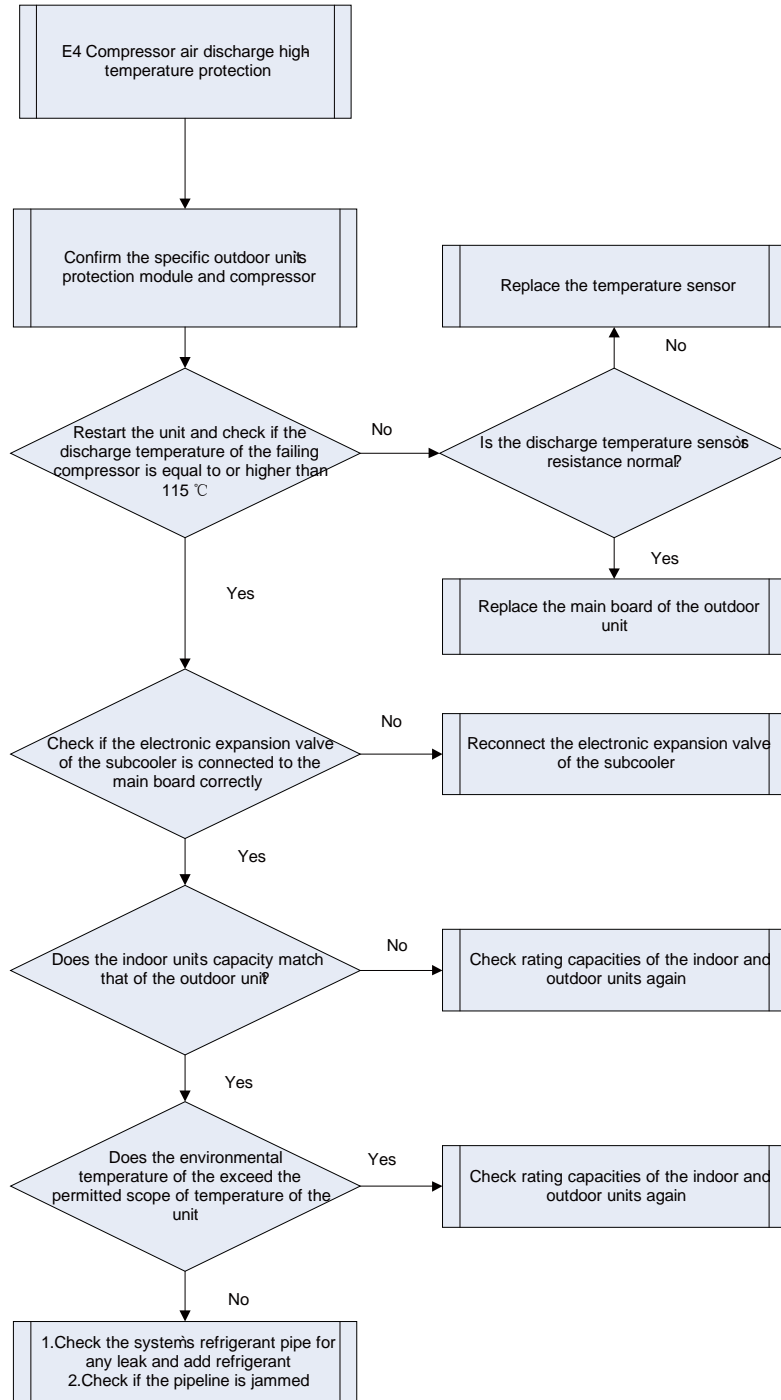 E4 Compressor air discharge high-
temperature protection
Confirm the specific outdoor unit`s
protection module and compressor
Replace the temperature sensor
No
Restart the unit and check if the
discharge temperature of the failing
compressor is equal to or higher than
115 ℃
No
Is the discharge temperature sensor`s
resistance normal?
Yes
Yes
Replace the main board of the outdoor
unit
Check if the electronic expansion valve
of the subcooler is connected to the
main board correctly
No
Reconnect the electronic expansion valve
of the subcooler
Yes
Does the indoor unit`s capacity match
that of the outdoor unit?
No
Check rating capacities of the indoor and
outdoor units again
Yes
Does the environmental
temperature of the exceed the
permitted scope of temperature of the
unit
Yes
Check rating capacities of the indoor and
outdoor units again
No
1.Check the system`s refrigerant pipe for
any leak and add refrigerant
2.Check if the pipeline is jammed